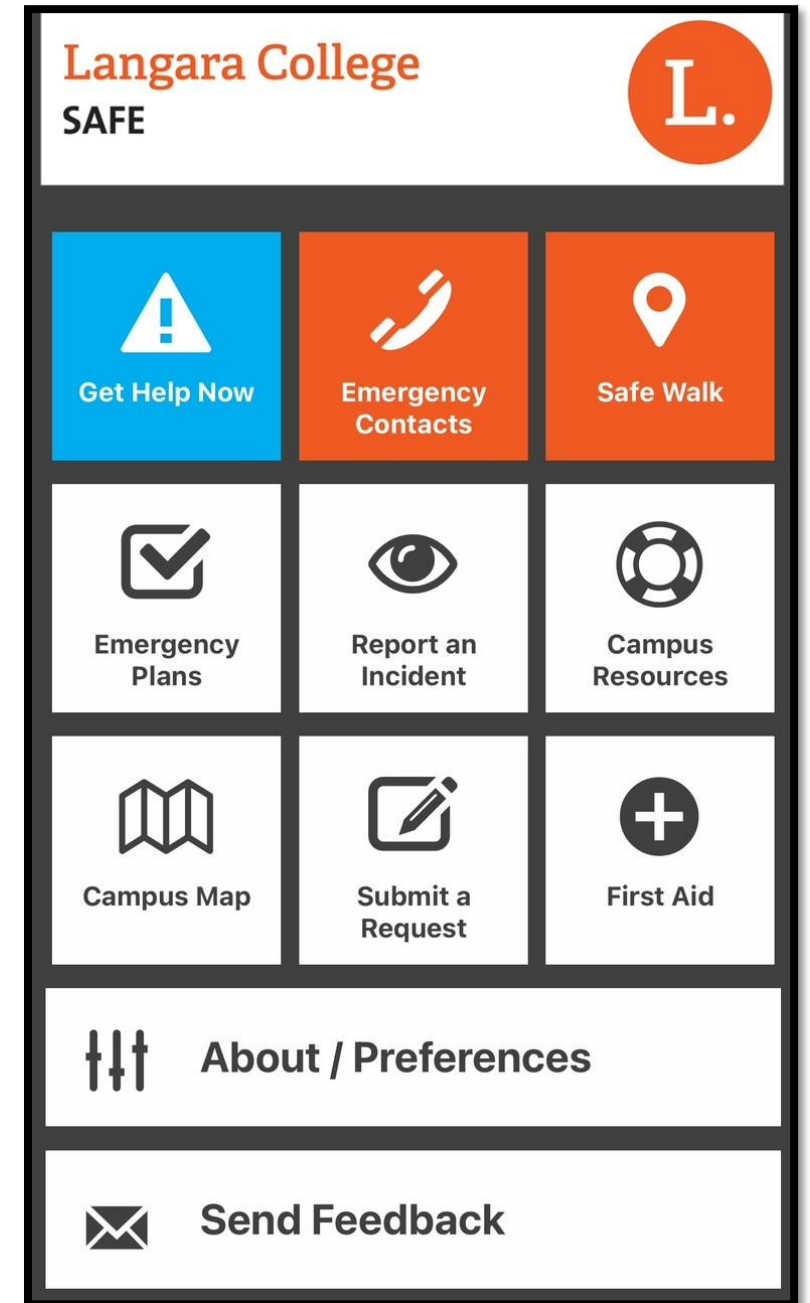 Langara College
SAFE
L.
Get Help Now
Emergency
Contacts
Safe Walk
Emergency
Plans
Report an
Incident
Campus
Resources
Campus Map
Submit a
Request
First Aid
About / Preferences
Send Feedback